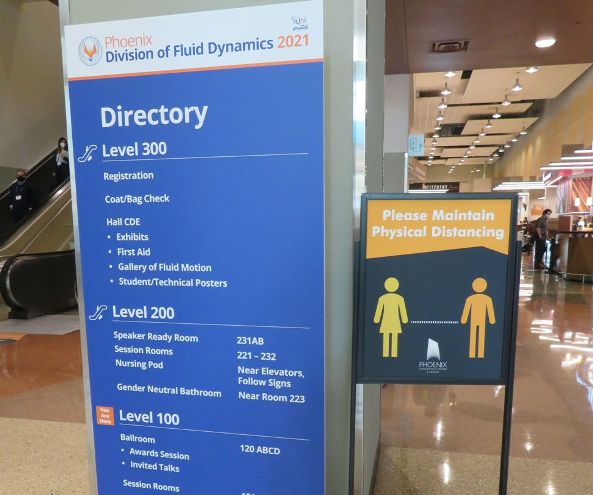 APS
physics
Phoenix
Division of Fluid Dynamics 2021
Directory
Level 300
Registration
Coat/Bag Check
Hall CDE
• Exhibits
• First Aid
• Gallery of Fluid Motion
• Student/Technical Posters
Level 200
Speaker Ready Room 231AB
Session Rooms 221 – 232
Nursing Pod Near Elevators,
Follow Signs
Gender Neutral Bathroom Near Room 223
You
Are
Here
Level 100
Ballroom 120 ABCD
• Awards Session
• Invited Talks
Session Rooms
Please Maintain
Physical Distancing
PHOENIX